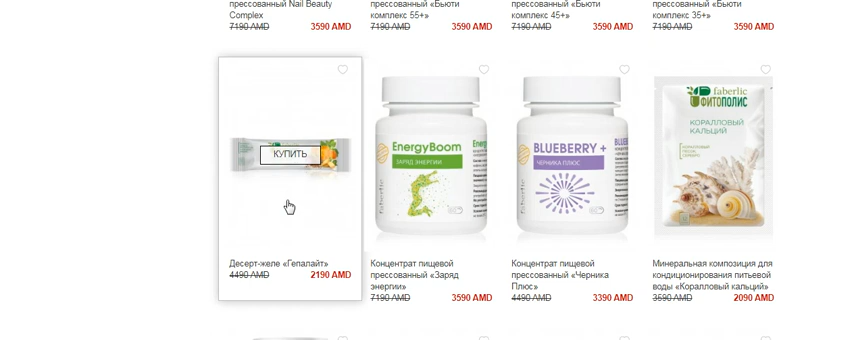 прессованный Nail Beauty
Complex
7190 AMD 3590 AMD
прессованный «Бьюти
комплекс 55+»
7190 AMD 3590 AMD
прессованный «Бьюти
комплекс 45+»
7190 AMD 3590 AMD
прессованный «Бьюти
комплекс 35+»
7190 AMD 3590 AMD
КУПИТЬ
Десерт-желе «Гепалайт»
4490 AMD 2190 AMD
EnergyBoom
ЗАРЯД ЭНЕРГИИ
faberlic
Концентрат пищевой
прессованный «Заряд
энергии»
7190 AMD 3590 AMD
BLUEBERRY +
ЧЕРНИКА ПЛЮС
faberlic
Концентрат пищевой
прессованный «Черника
Плюс»
4490 AMD 3390 AMD
faberlic
ФИТОПОЛИС
КОРАЛЛОВЫЙ
КАЛЬЦИЙ
Минеральная композиция для
кондиционирования питьевой
воды «Коралловый кальций»
3590 AMD 2090 AMD